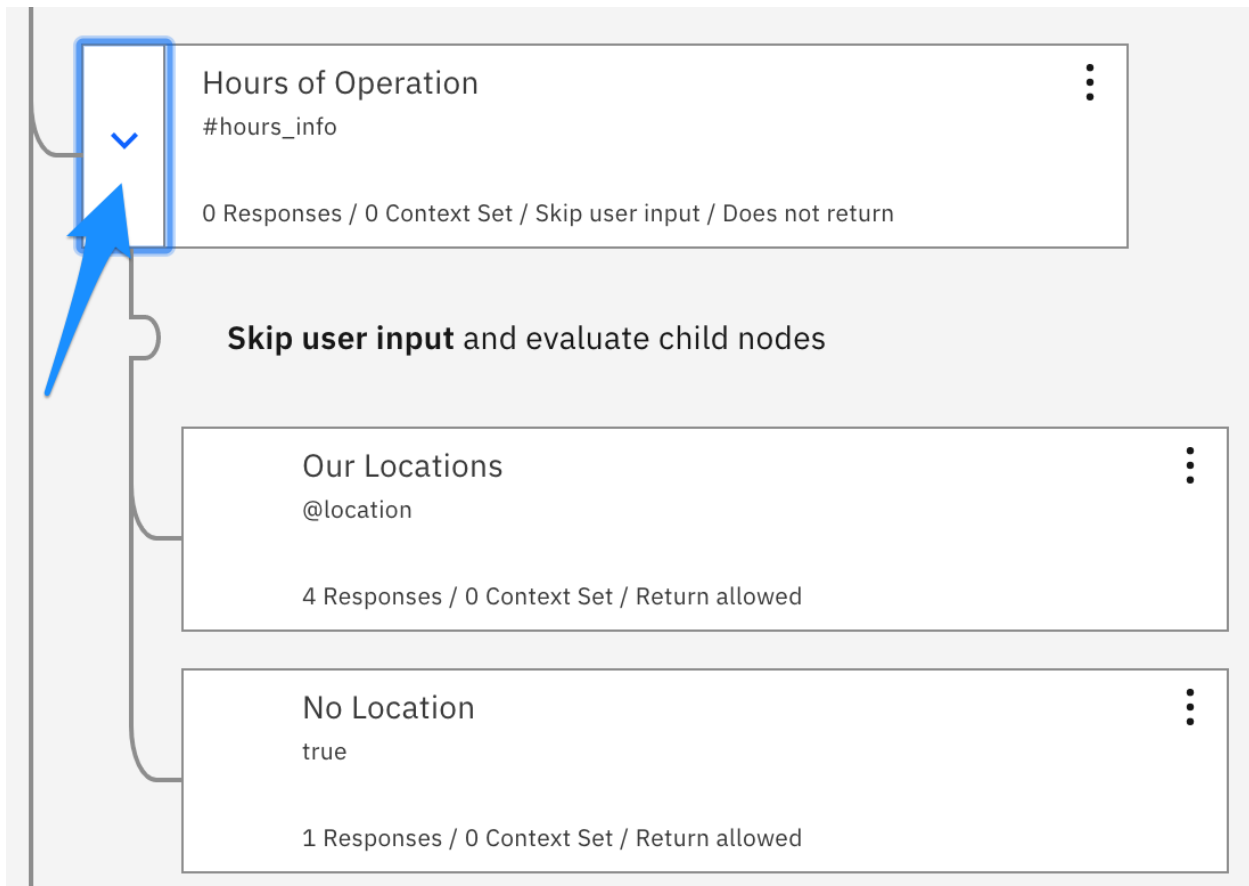 Hours of Operation
#hours_info
0 Responses / 0 Context Set / Skip user input / Does not return
Skip user input and evaluate child nodes
Our Locations
@location
4 Responses / 0 Context Set / Return allowed
No Location
true
1 Responses / 0 Context Set / Return allowed